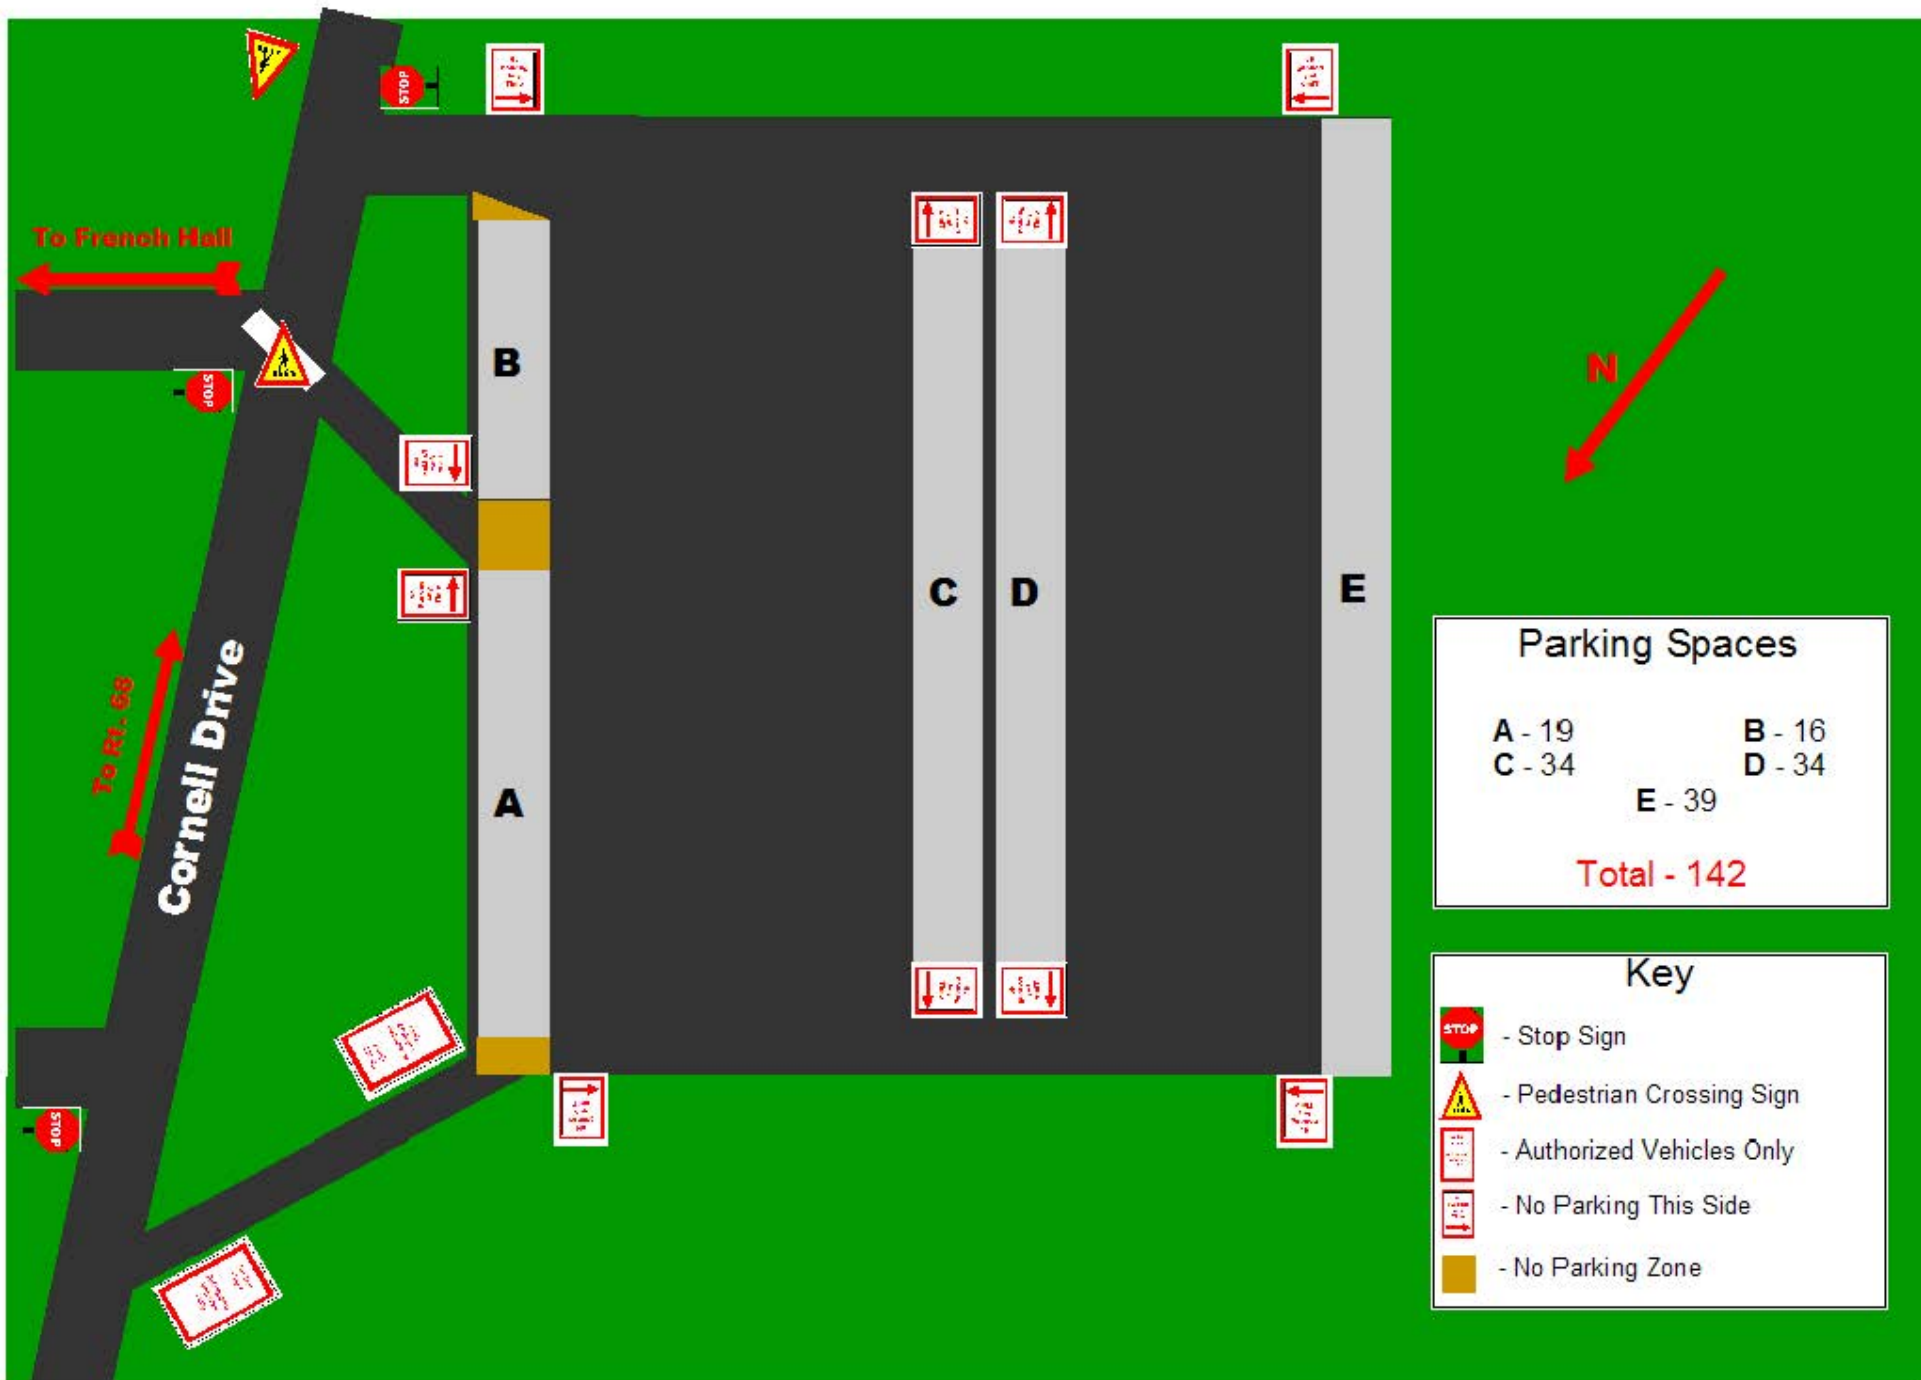 STOP
To French Hall
N
STOP
B
C
D
E
To Rt. 68
Cornell Drive
A
STOP
Parking Spaces
A - 19 B - 16
C - 34 D - 34
E - 39
Total - 142
Key
STOP - Stop Sign
- Pedestrian Crossing Sign
- Authorized Vehicles Only
- No Parking This Side
- No Parking Zone